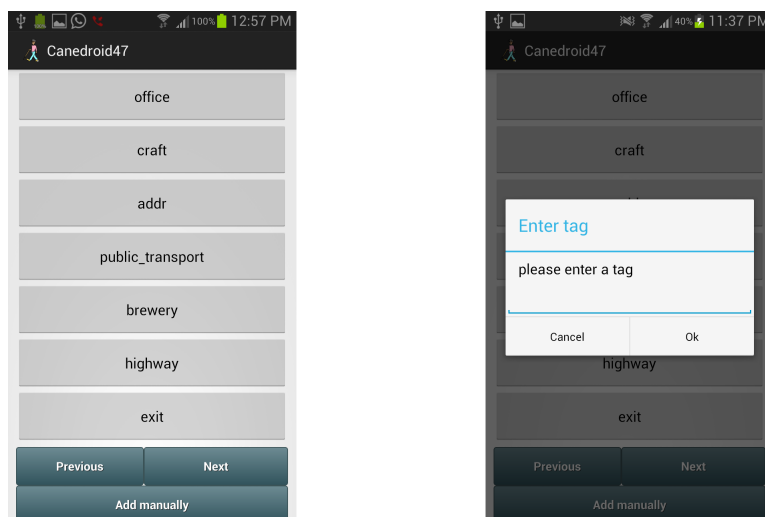 100% 12:57 PM
Canedroid47
office
craft
addr
public_transport
brewery
highway
exit
Previous Next
Add manually
40% 11:37 PM
Canedroid47
office
craft
Enter tag
please enter a tag
Cancel Ok
highway
exit
Previous Next
Add manually